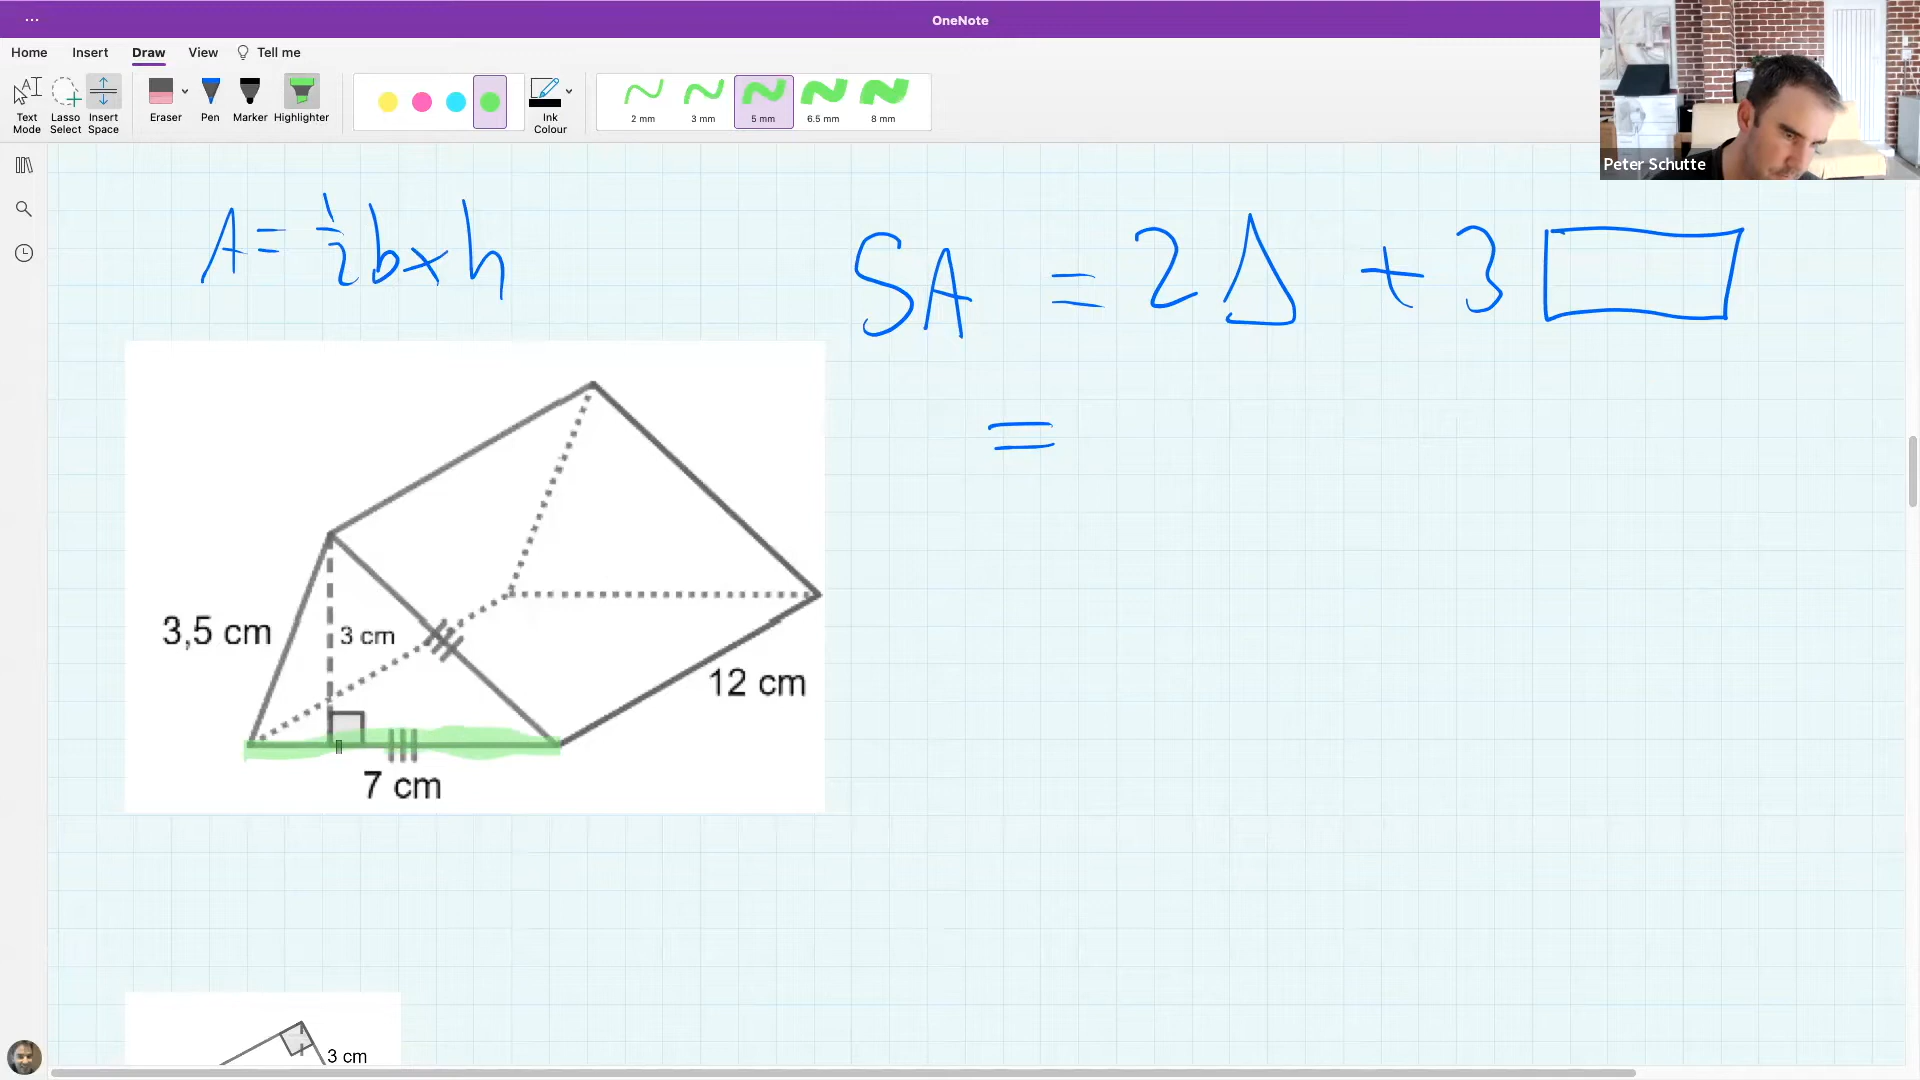 OneNote
Home Insert Draw View Tell me
Text Mode
Lasso Select
Insert Space
Eraser
Pen
Marker
Highlighter
Ink Colour
2 mm
3 mm
5 mm
6.5 mm
8 mm
Peter Schutte
A = 1/2 b x h
SA = 2 △ + 3 ▭
=
3,5 cm
3 cm
12 cm
7 cm
3 cm